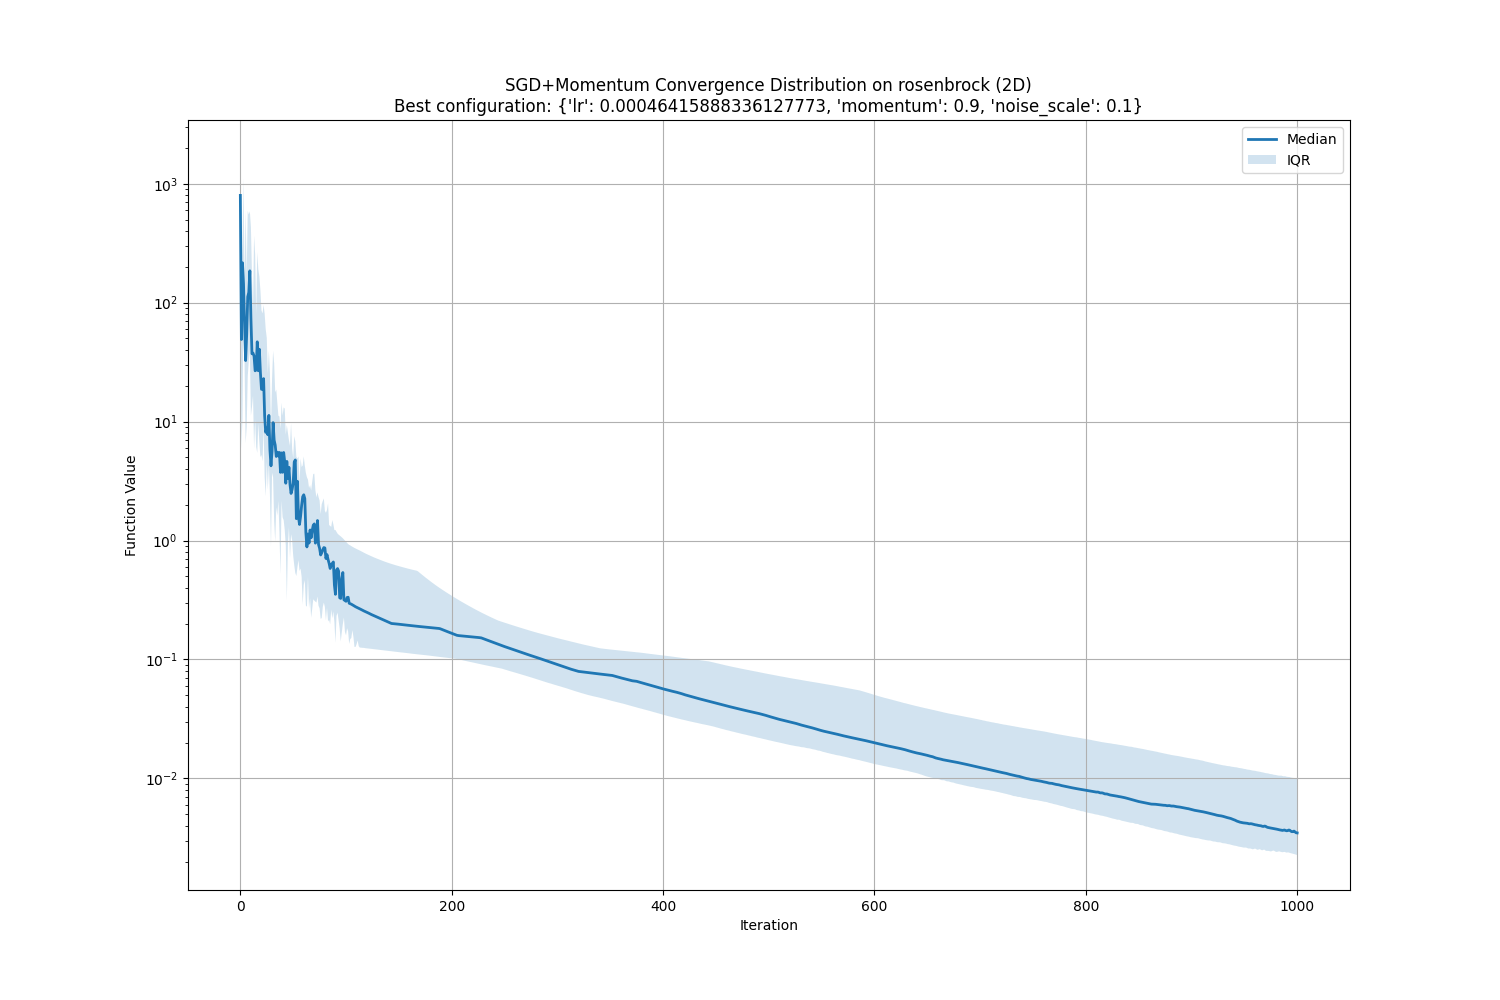 SGD+Momentum Convergence Distribution on rosenbrock (2D)
Best configuration: {'lr': 0.00046415888336127773, 'momentum': 0.9, 'noise_scale': 0.1}
Median
IQR
10³
10²
10¹
10⁰
10⁻¹
10⁻²
Function Value
0 200 400 600 800 1000
Iteration